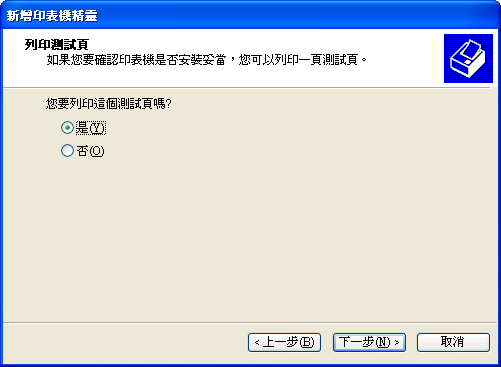 新增印表機精靈
列印測試頁
如果您要確認印表機是否安裝妥當，您可以列印一頁測試頁。
您要列印這個測試頁嗎?
是(Y)
否(O)
< 上一步(B) 下一步(N) > 取消